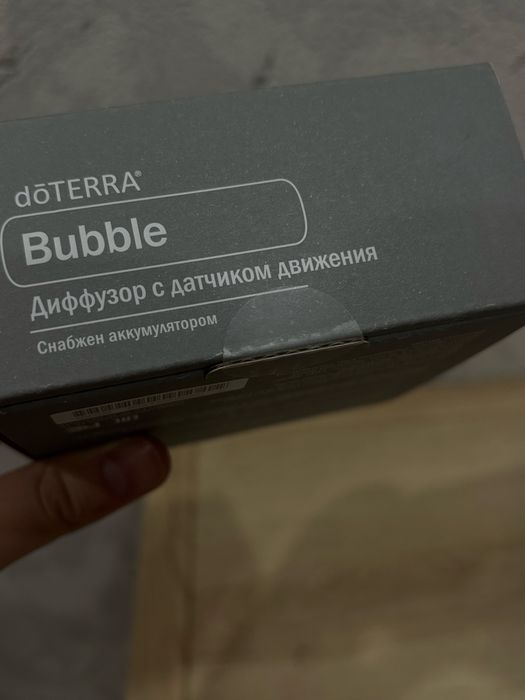 dōTERRA®
Bubble
Диффузор с датчиком движения
Снабжен аккумулятором